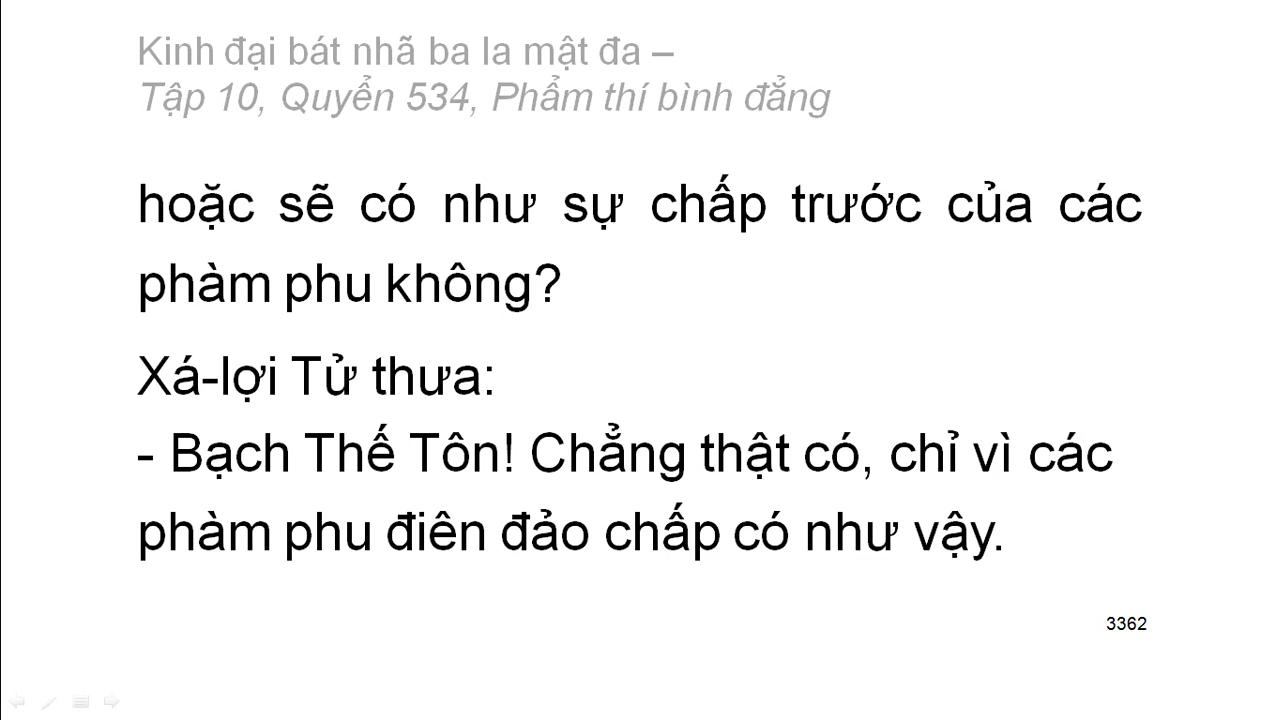 Kinh đại bát nhã ba la mật đa –
Tập 10, Quyển 534, Phẩm thí bình đẳng
hoặc sẽ có như sự chấp trước của các
phàm phu không?
Xá-lợi Tử thưa:
- Bạch Thế Tôn! Chẳng thật có, chỉ vì các
phàm phu điên đảo chấp có như vậy.
3362